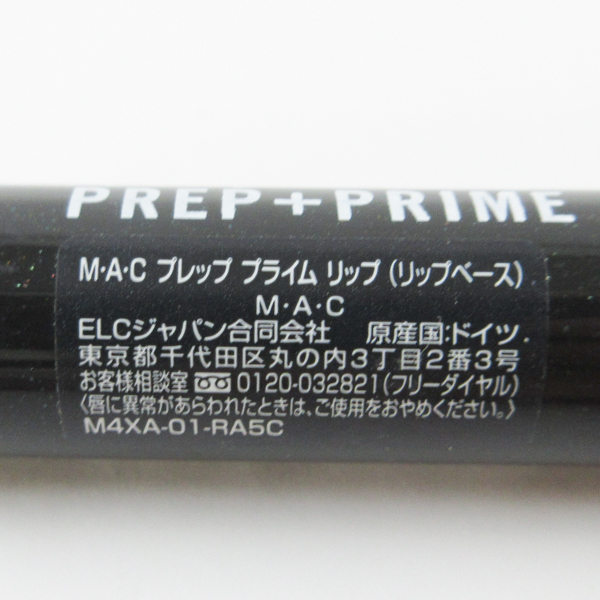 PREP+PRIME
M・A・C プレップ プライム リップ (リップベース)
M・A・C
ELCジャパン合同会社 原産国:ドイツ
東京都千代田区丸の内3丁目2番3号
お客様相談室 0120-032821(フリーダイヤル)
〈唇に異常があらわれたときは、ご使用をおやめください。〉
M4XA-01-RA5C